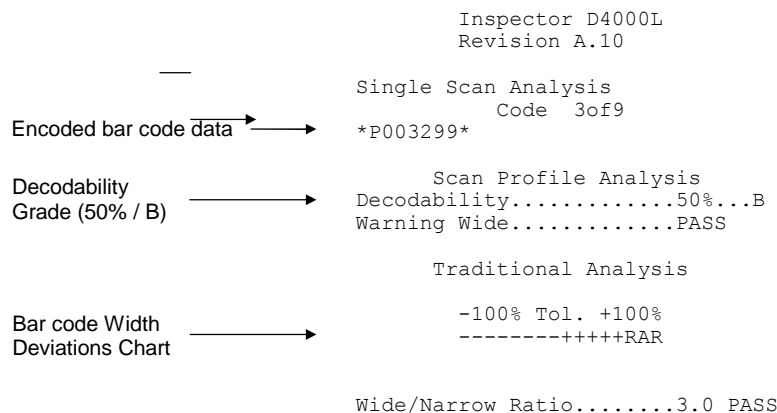 Inspector D4000L
Revision A.10
Single Scan Analysis
Code 3of9
Encoded bar code data
*P003299*
Scan Profile Analysis
Decodability
Grade (50% / B)
Decodability.............50%...B
Warning Wide.............PASS
Traditional Analysis
-100% Tol. +100%
Bar code Width
Deviations Chart
--------+++++RAR
Wide/Narrow Ratio........3.0 PASS